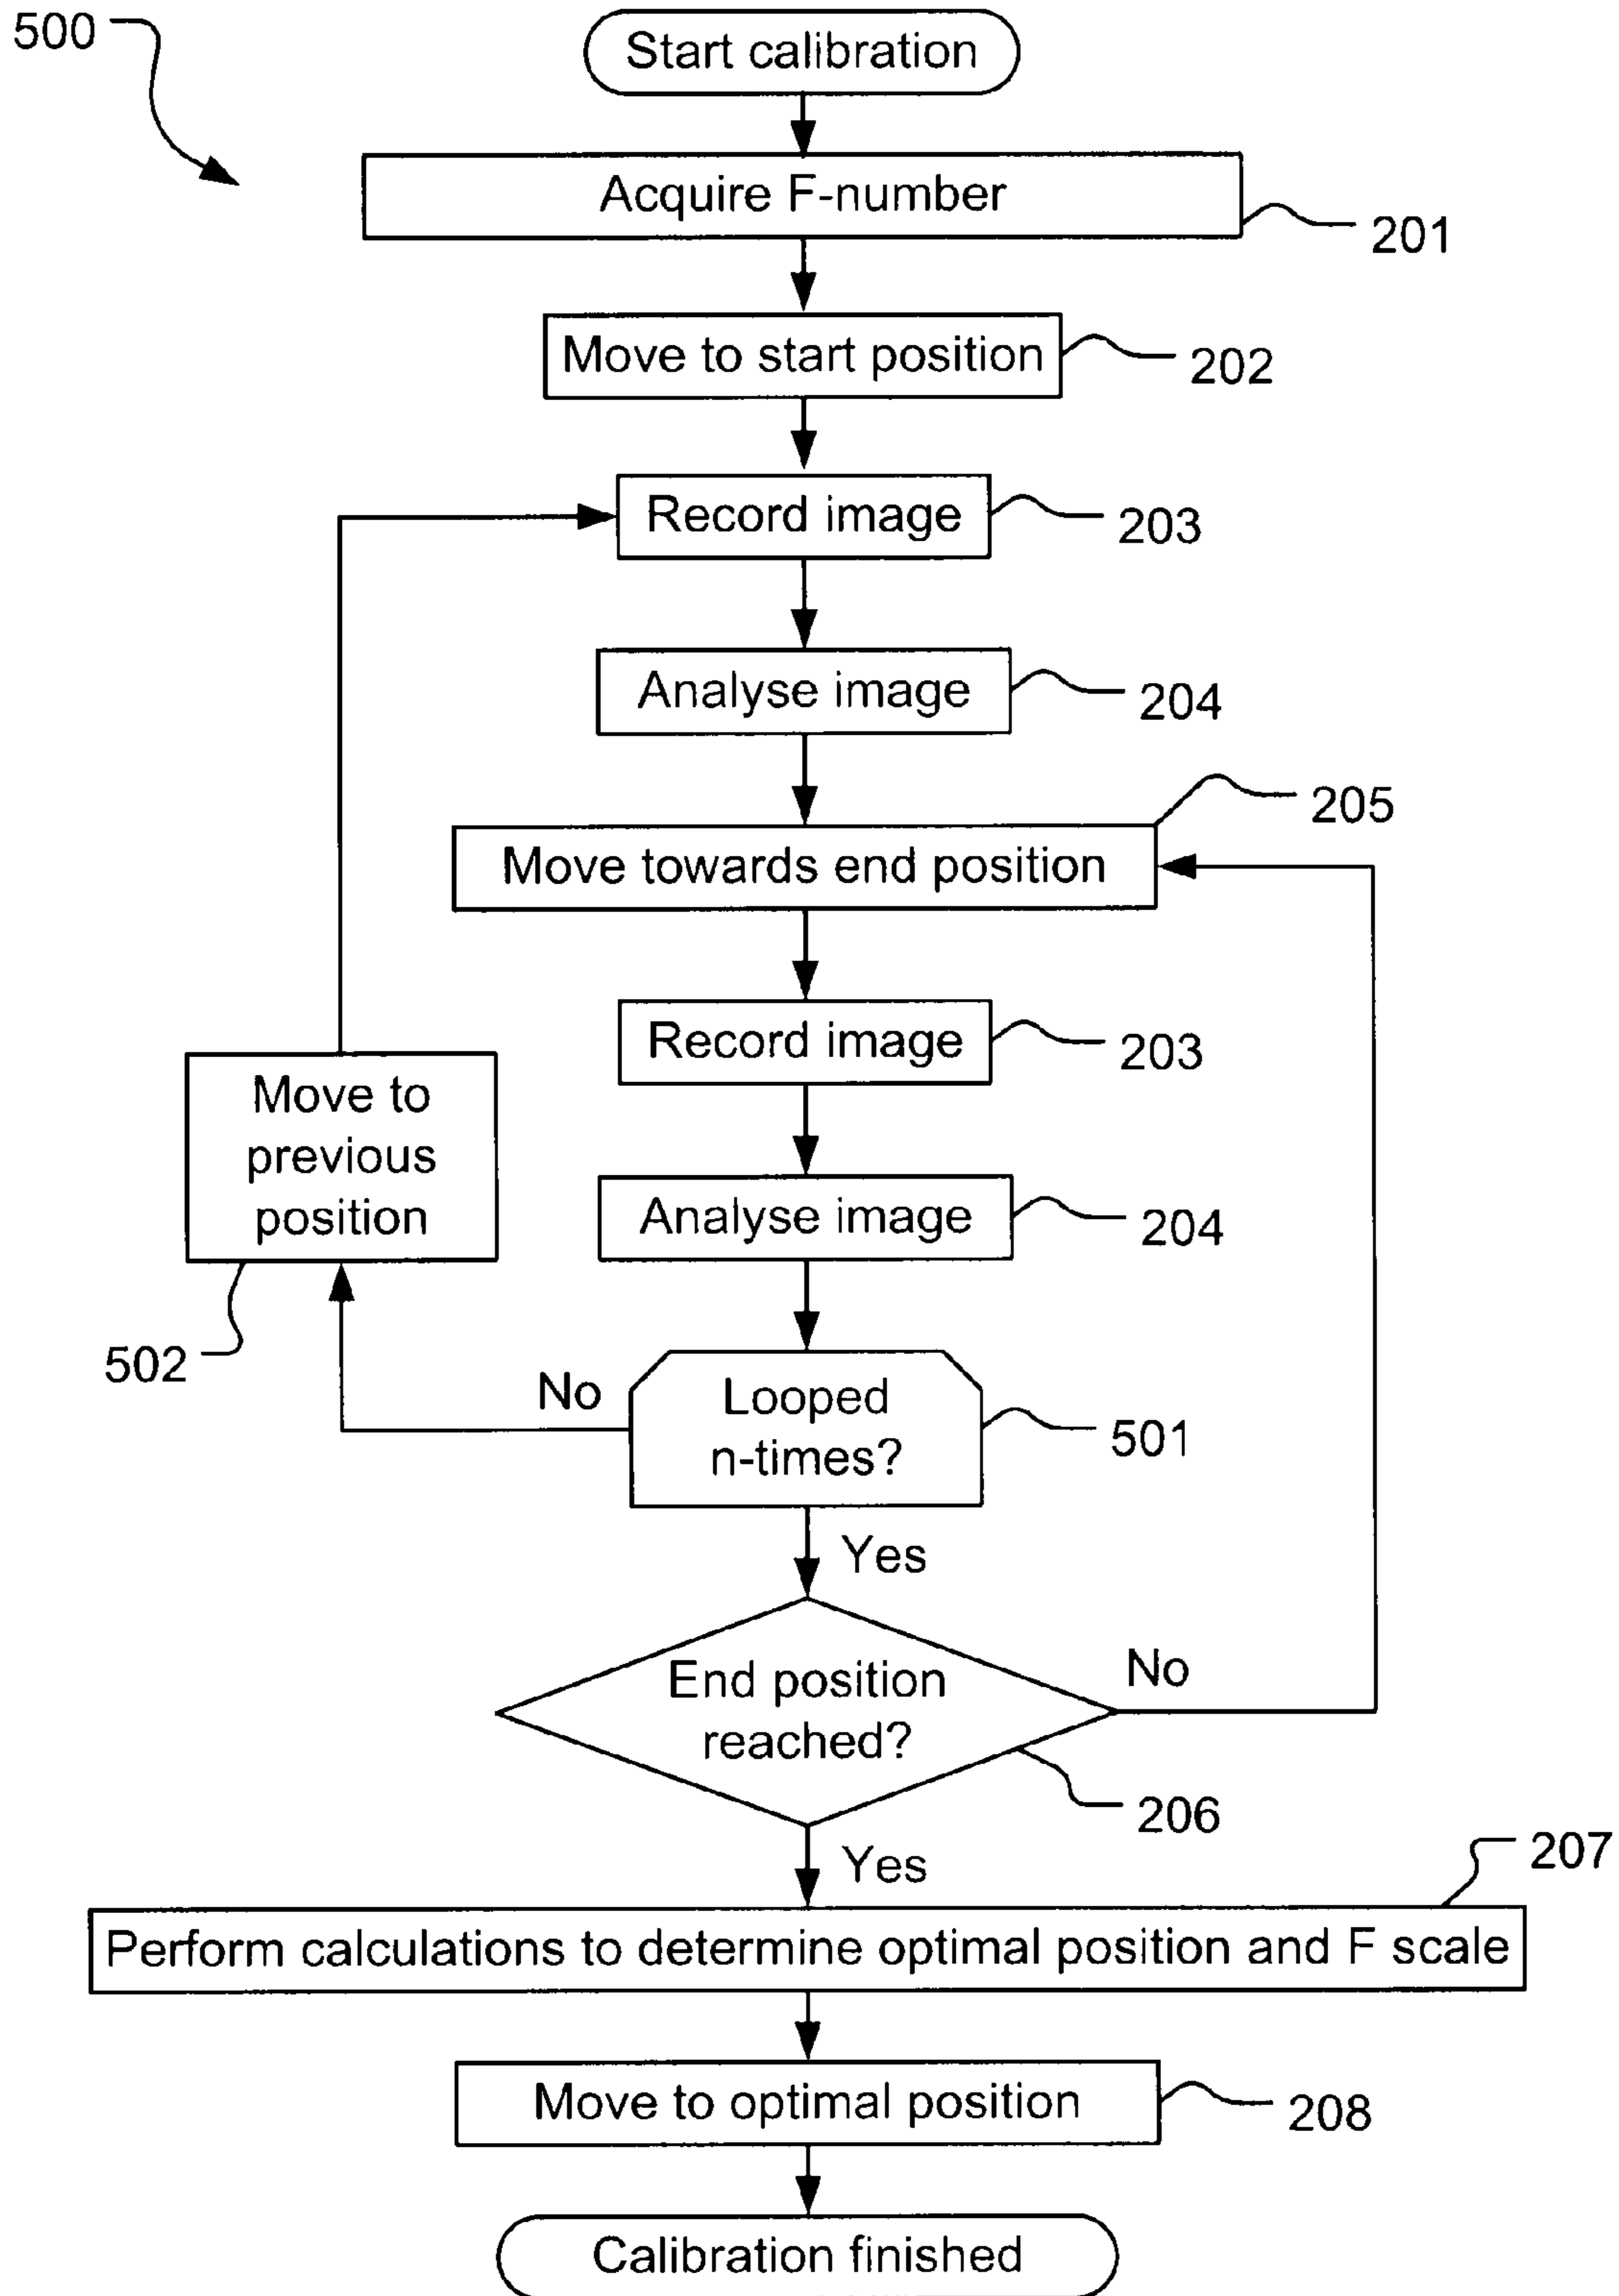 500
Start calibration
Acquire F-number
201
Move to start position
202
Record image
203
Analyse image
204
205
Move towards end position
Record image
203
Move to
previous
position
Analyse image
204
502
No
Looped
n-times?
501
Yes
End position
reached?
No
206
Yes
207
Perform calculations to determine optimal position and F scale
Move to optimal position
208
Calibration finished